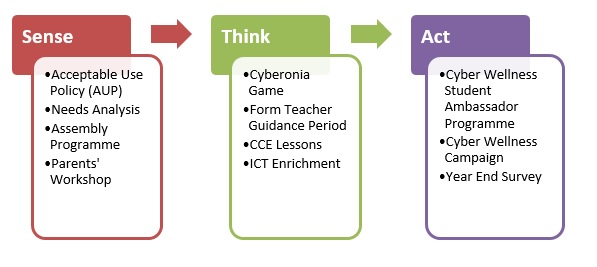 Sense
•Acceptable Use
Policy (AUP)
•Needs Analysis
•Assembly
Programme
•Parents'
Workshop
Think
•Cyberonia
Game
•Form Teacher
Guidance Period
•CCE Lessons
•ICT Enrichment
Act
•Cyber Wellness
Student
Ambassador
Programme
•Cyber Wellness
Campaign
•Year End Survey